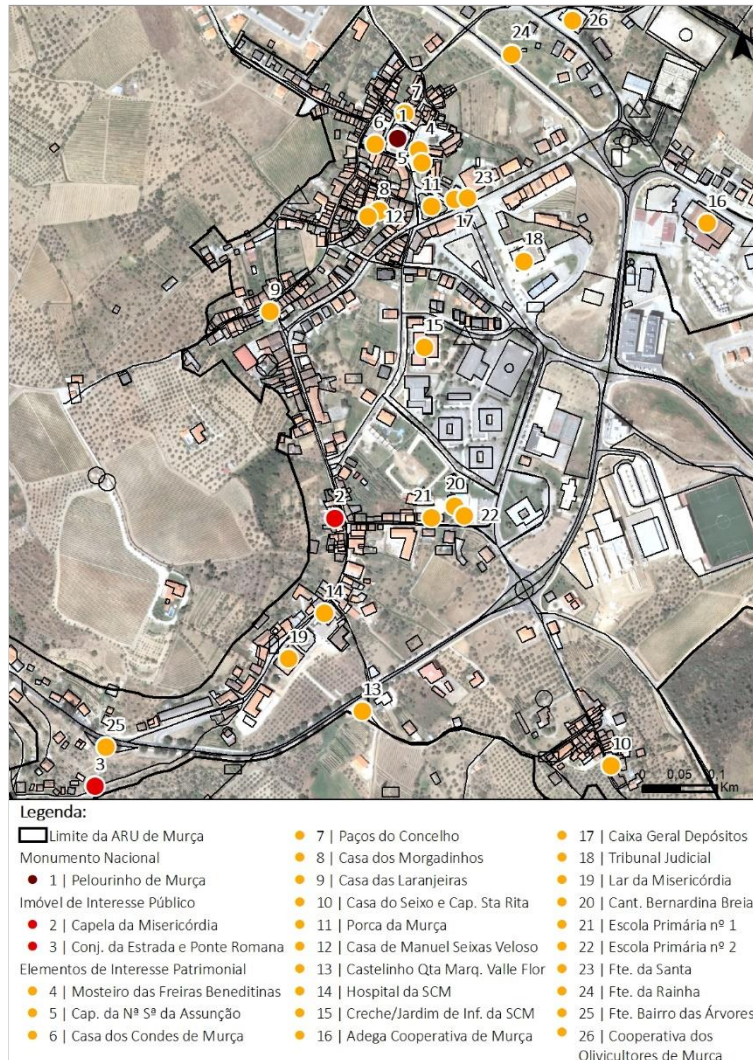 26
24
7
1
6
4
5
23
8
11
16
12
17
18
9
15
2
20
21
22
14
19
13
25
10
3
0 0,05 0,1
Km
Legenda:
Limite da ARU de Murça
Monumento Nacional
1 | Pelourinho de Murça
Imóvel de Interesse Público
2 | Capela da Misericórdia
3 | Conj. da Estrada e Ponte Romana
Elementos de Interesse Patrimonial
4 | Mosteiro das Freiras Beneditinas
5 | Cap. da Nª Sª da Assunção
6 | Casa dos Condes de Murça
7 | Paços do Concelho
8 | Casa dos Morgadinhos
9 | Casa das Laranjeiras
10 | Casa do Seixo e Cap. Sta Rita
11 | Porca da Murça
12 | Casa de Manuel Seixas Veloso
13 | Castelinho Qta Marq. Valle Flor
14 | Hospital da SCM
15 | Creche/Jardim de Inf. da SCM
16 | Adega Cooperativa de Murça
17 | Caixa Geral Depósitos
18 | Tribunal Judicial
19 | Lar da Misericórdia
20 | Cant. Bernardina Breia
21 | Escola Primária nº 1
22 | Escola Primária nº 2
23 | Fte. da Santa
24 | Fte. da Rainha
25 | Fte. Bairro das Árvores
26 | Cooperativa dos
Olivicultores de Murça